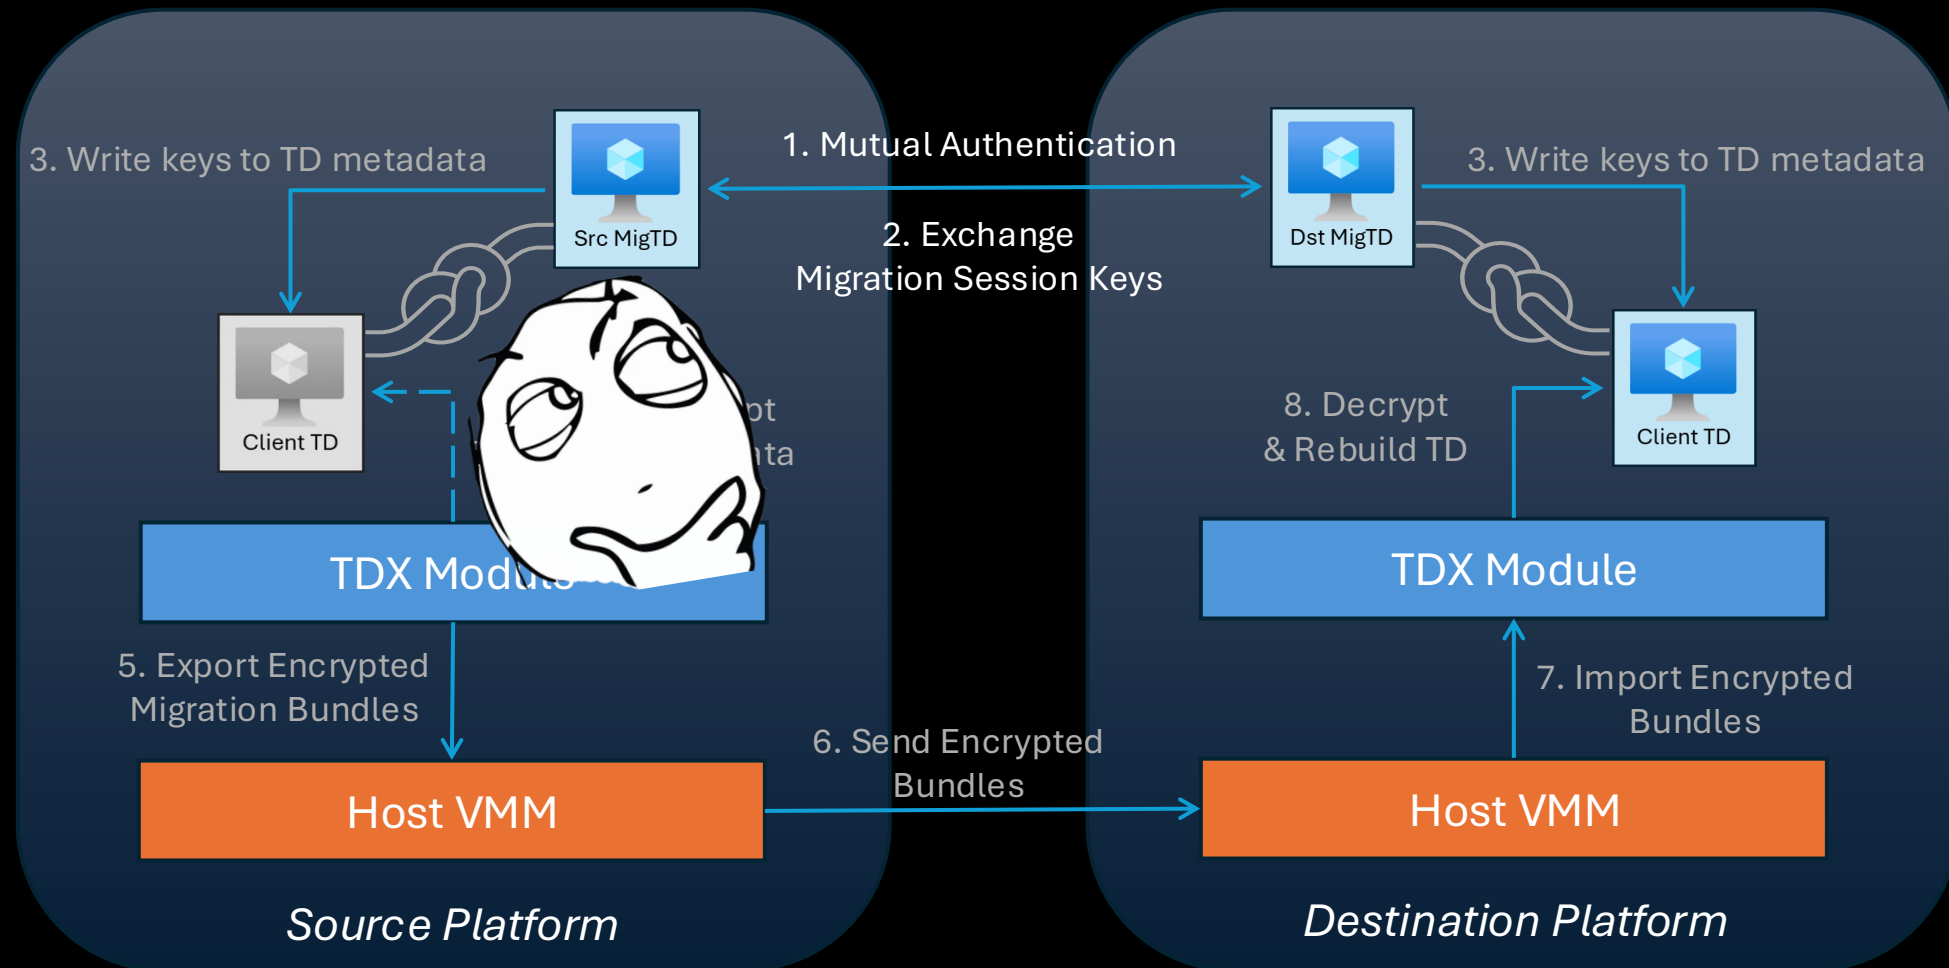 3. Write keys to TD metadata
Src MigTD
1. Mutual Authentication
2. Exchange
Migration Session Keys
Dst MigTD
3. Write keys to TD metadata
Client TD
Client TD
8. Decrypt
& Rebuild TD
TDX
TDX Module
5. Export Encrypted
Migration Bundles
6. Send Encrypted
Bundles
7. Import Encrypted
Bundles
Host VMM
Host VMM
Source Platform
Destination Platform